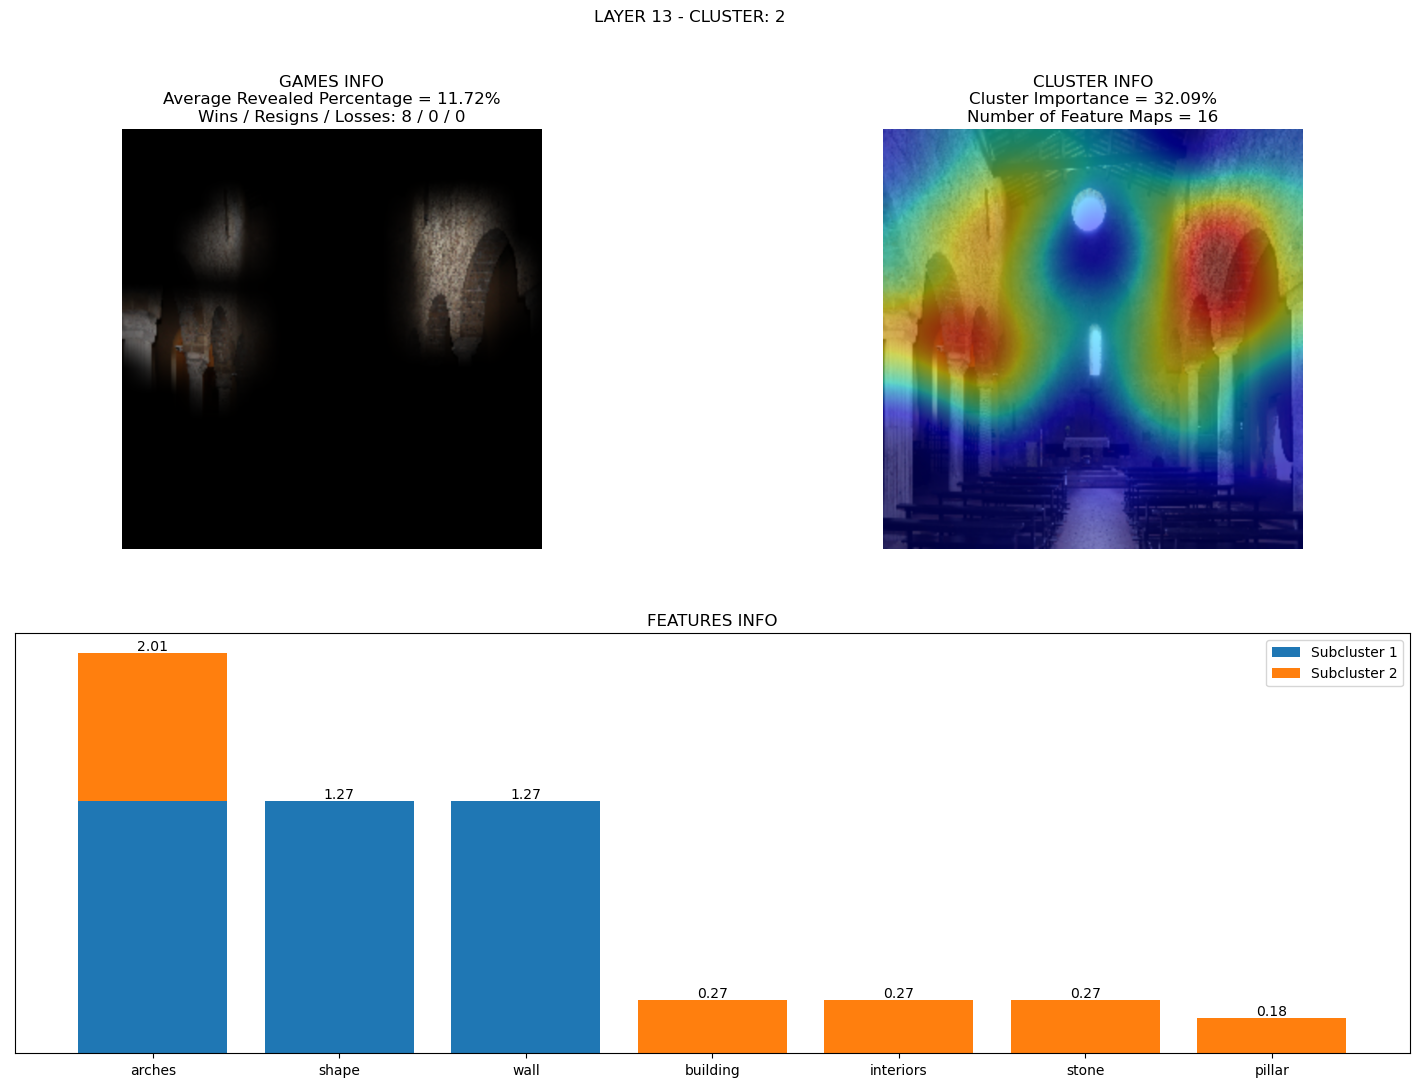 LAYER 13 - CLUSTER: 2
GAMES INFO
Average Revealed Percentage = 11.72%
Wins / Resigns / Losses: 8 / 0 / 0
CLUSTER INFO
Cluster Importance = 32.09%
Number of Feature Maps = 16
FEATURES INFO
Subcluster 1
Subcluster 2
2.01
1.27
1.27
0.27
0.27
0.27
0.18
arches
shape
wall
building
interiors
stone
pillar